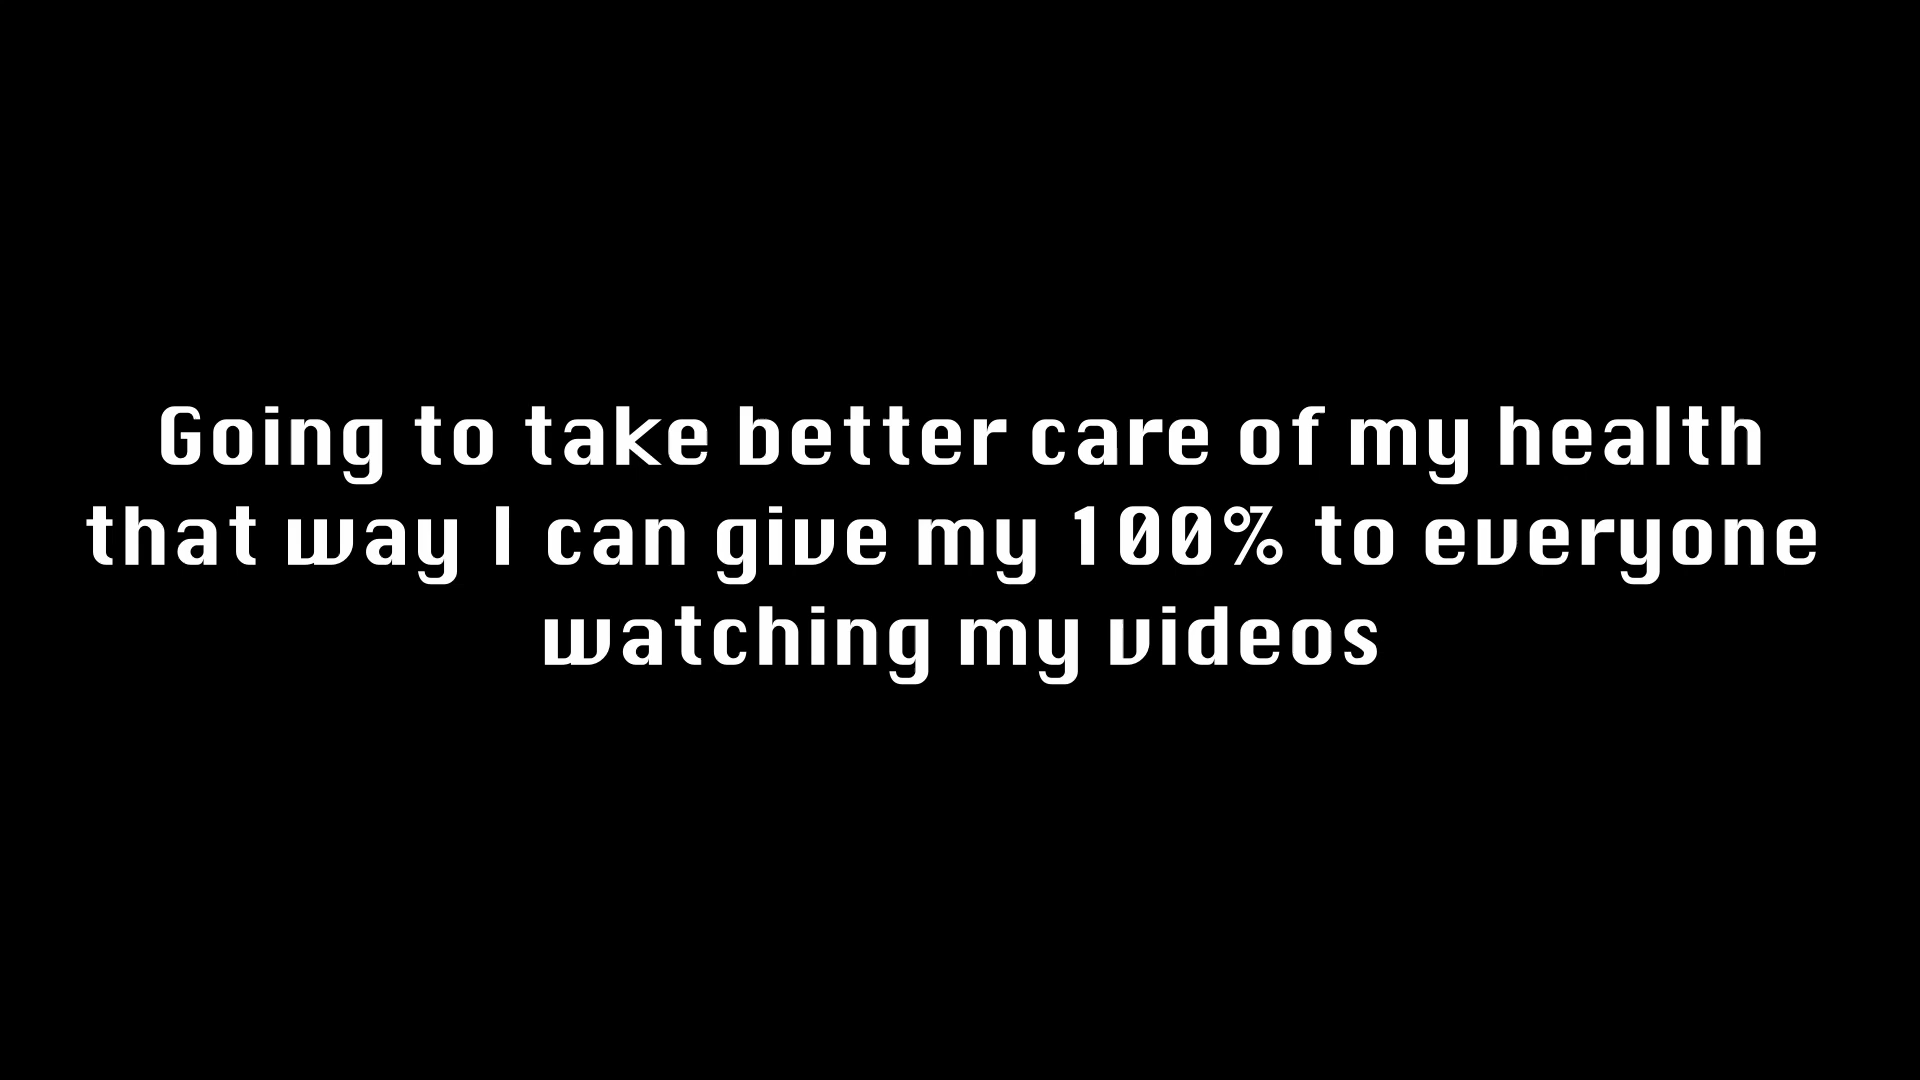 Going to take better care of my health
that way I can give my 100% to everyone
watching my videos